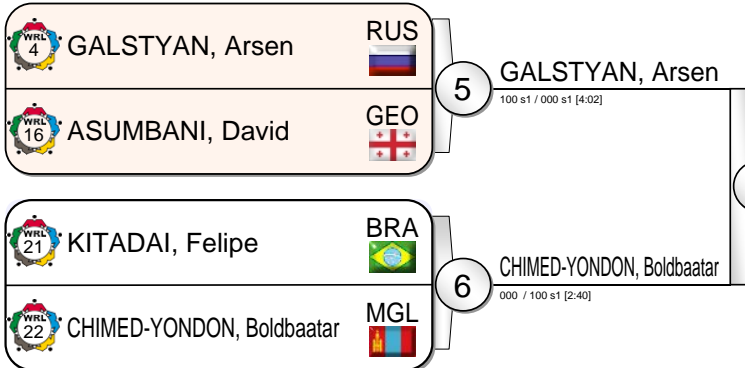 WRL
4
GALSTYAN, Arsen
RUS
WRL
16
ASUMBANI, David
GEO
5
GALSTYAN, Arsen
100 s1 / 000 s1 [4:02]
WRL
21
KITADAI, Felipe
BRA
WRL
22
CHIMED-YONDON, Boldbaatar
MGL
6
CHIMED-YONDON, Boldbaatar
000 / 100 s1 [2:40]